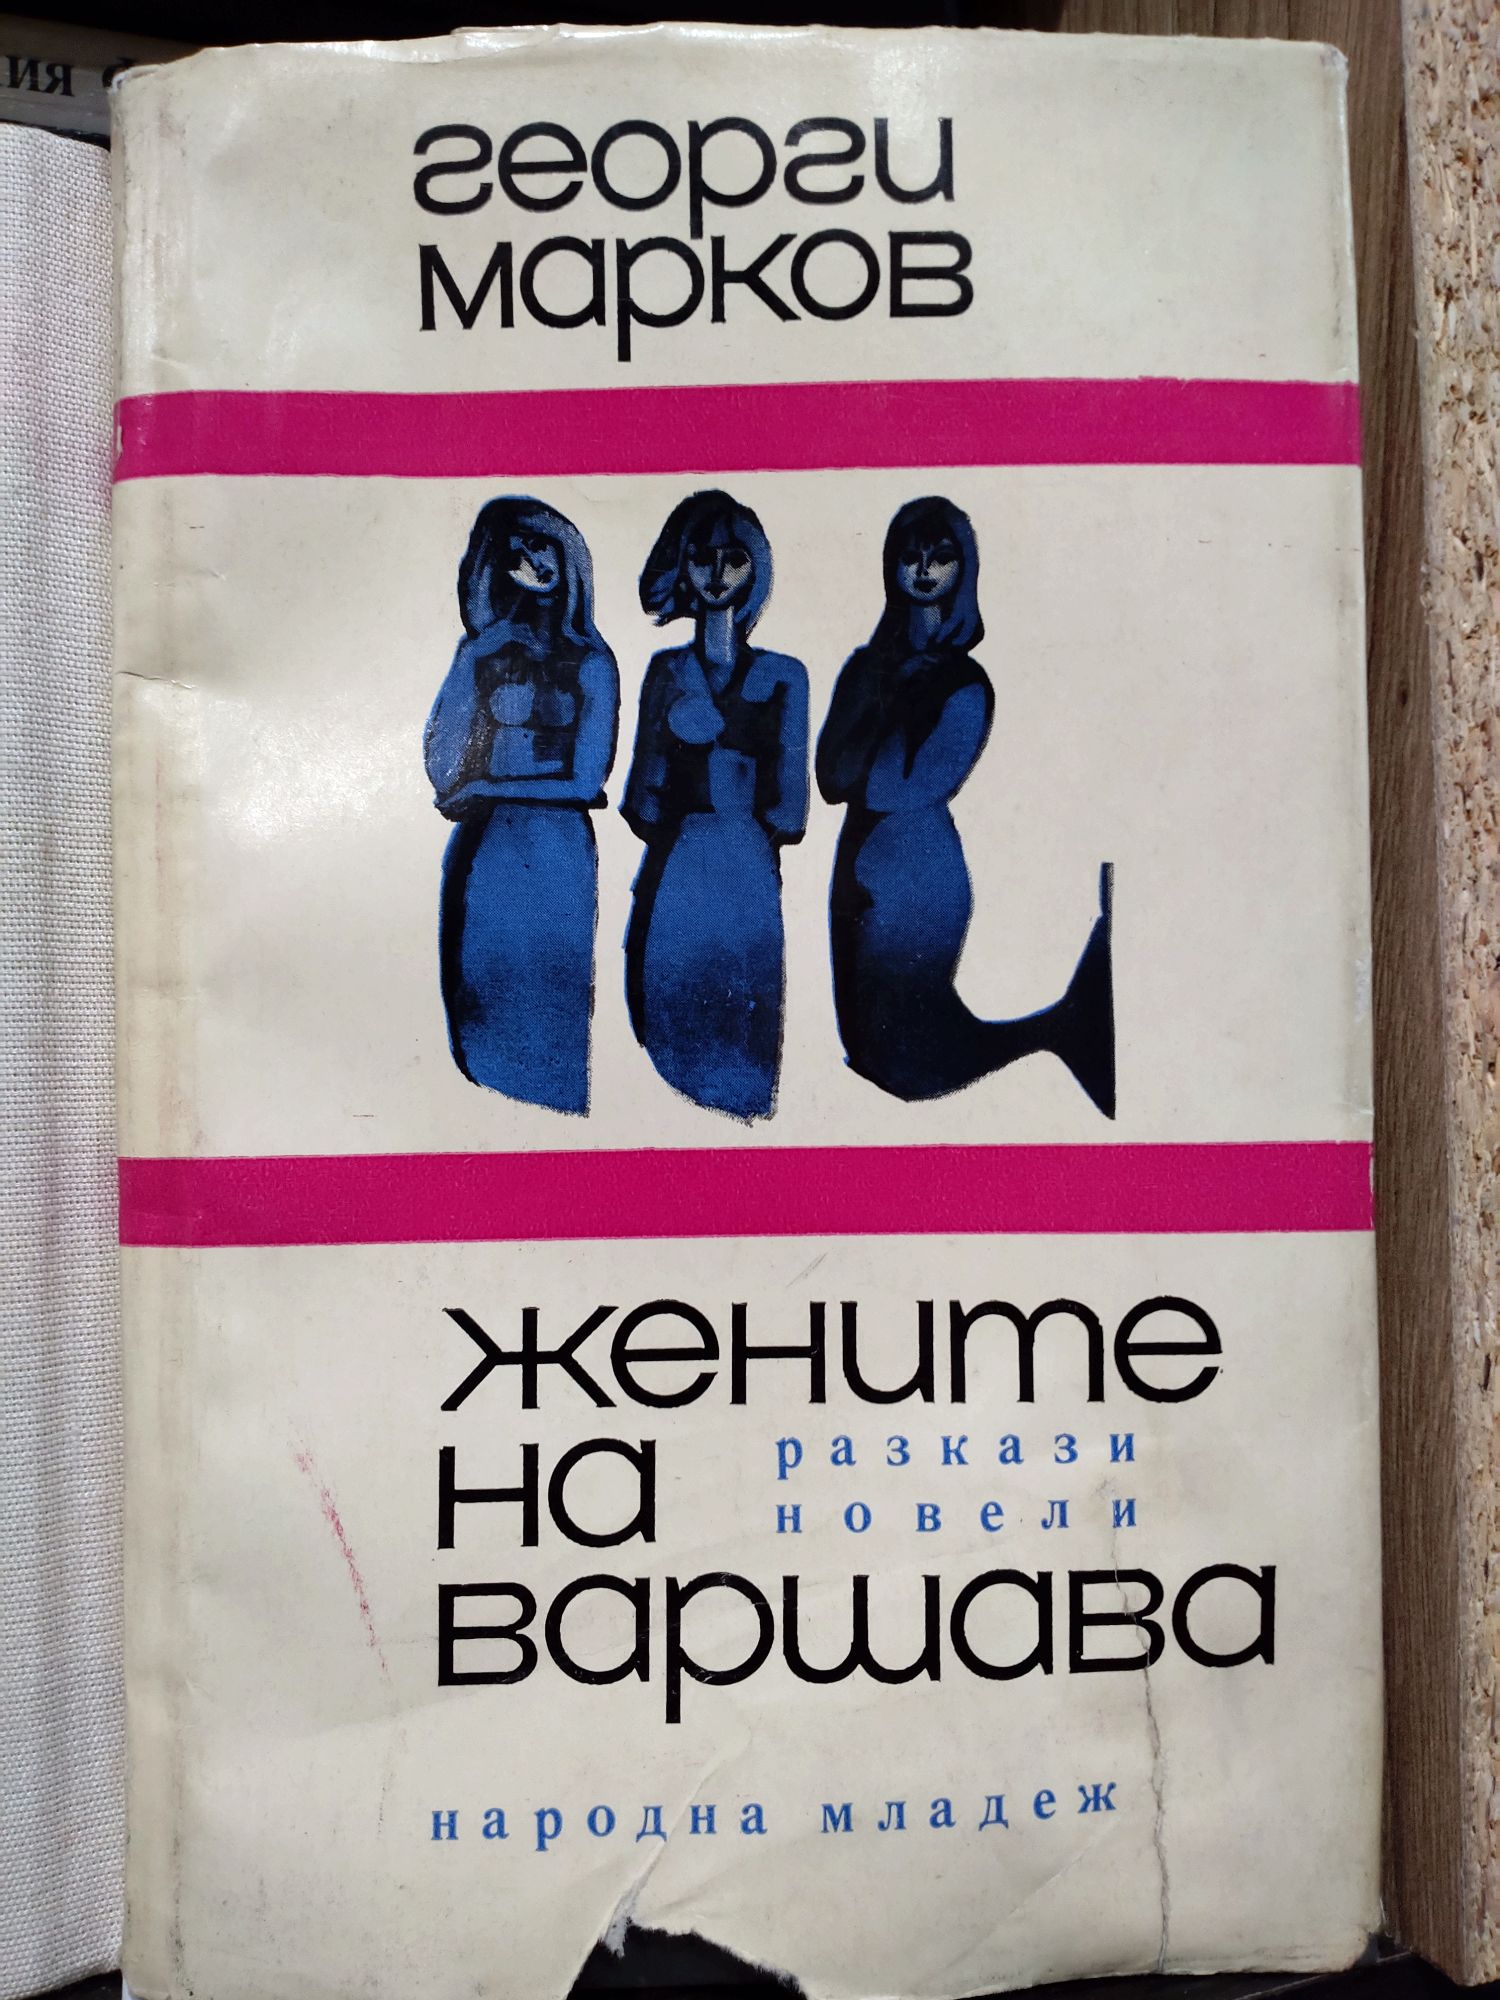 георги
марков
жените
на
разкази
новели
варшава
народна младеж